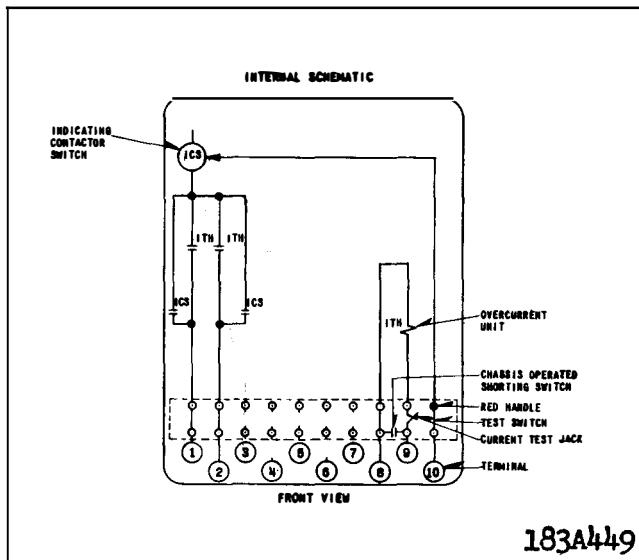 INTERNAL SCHEMATIC
INDICATING
CONTACTOR
SWITCH
ICS
ITH ITH
ICS ICS
ITH
OVERCURRENT
UNIT
CHASSIS OPERATED
SHORTING SWITCH
RED HANDLE
TEST SWITCH
CURRENT TEST JACK
1 3 5 7 9
2 4 6 8 10
TERMINAL
FRONT VIEW
183A449